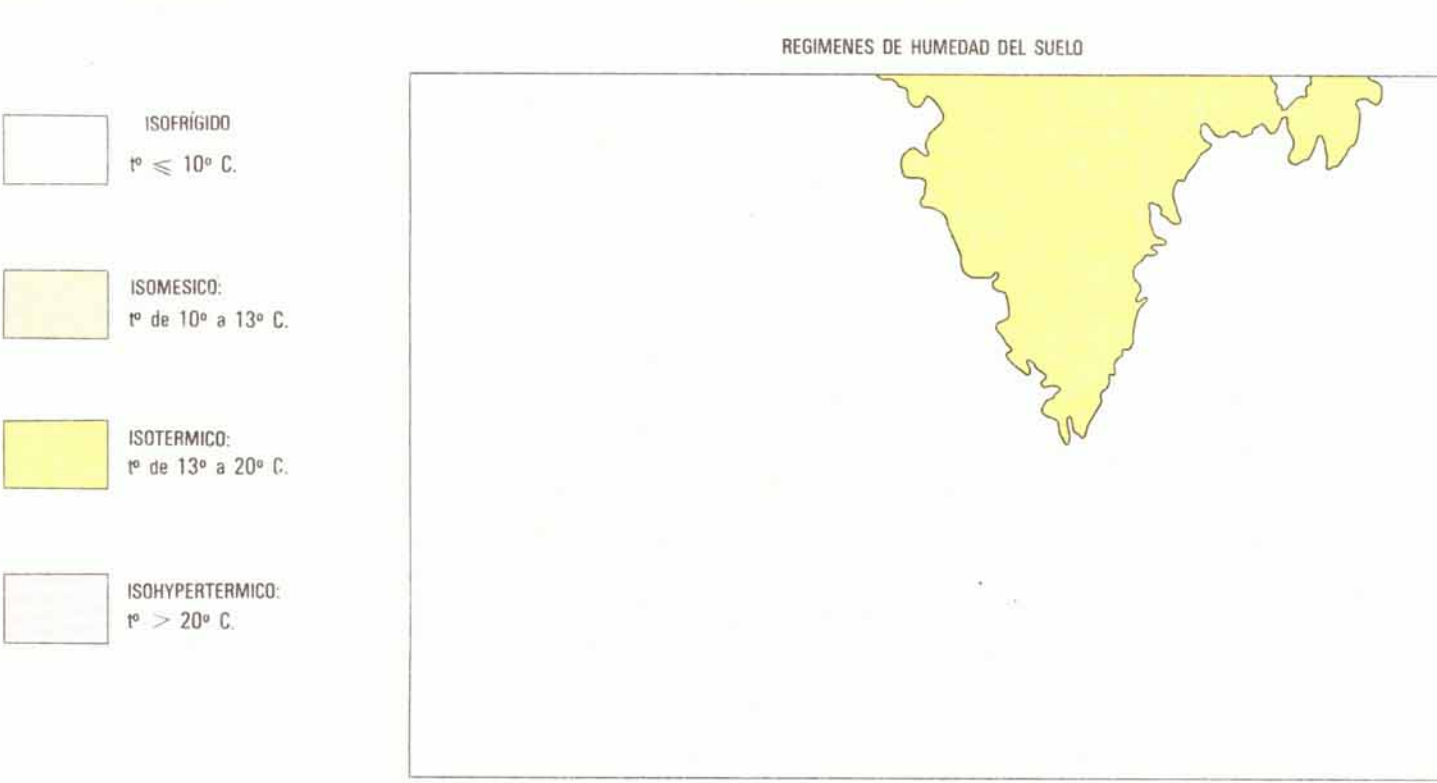 REGIMENES DE HUMEDAD DEL SUELO
ISOFRÍGIDO
tº ⩽ 10º C.
ISOMESICO:
tº de 10º a 13º C.
ISOTERMICO:
tº de 13º a 20º C.
ISOHYPERTERMICO:
tº > 20º C.